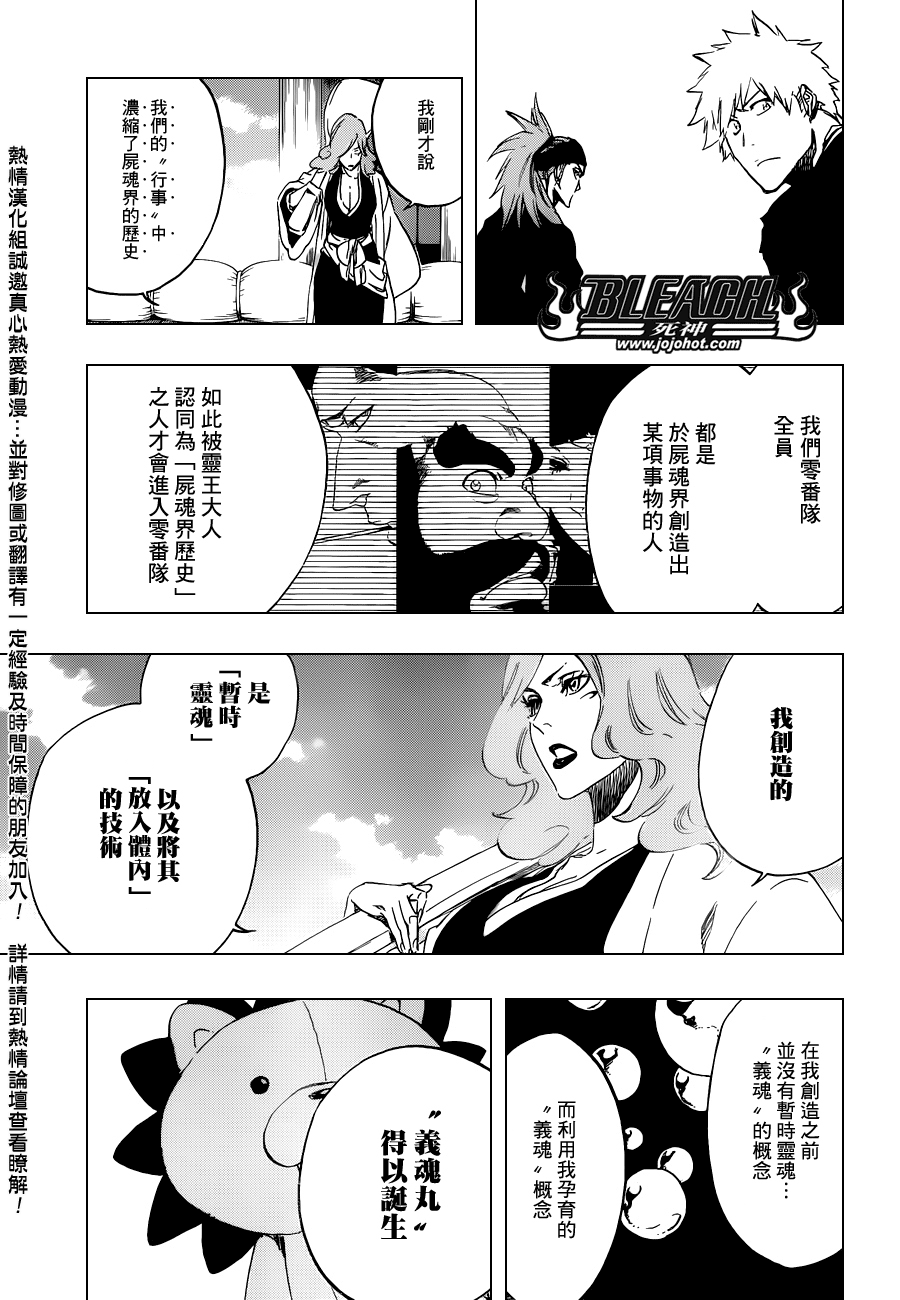 我剛才說
我們的〝行事〞中
濃縮了屍魂界的歷史
BLEACH
死神
www.jojohot.com
我們零番隊
全員
都是
於屍魂界創造出
某項事物的人
如此被靈王大人
認同為「屍魂界歷史」
之人才會進入零番隊
我創造的
是
「暫時
靈魂」
以及將其
「放入體內」
的技術
在我創造之前
並沒有暫時靈魂…
〝義魂〞的概念
而利用我孕育的
〝義魂〞概念
〝義魂丸〞
得以誕生
熱情漢化組誠邀真心熱愛動漫…並對修圖或翻譯有一定經驗及時間保障的朋友加入！ 詳情請到熱情論壇查看瞭解！